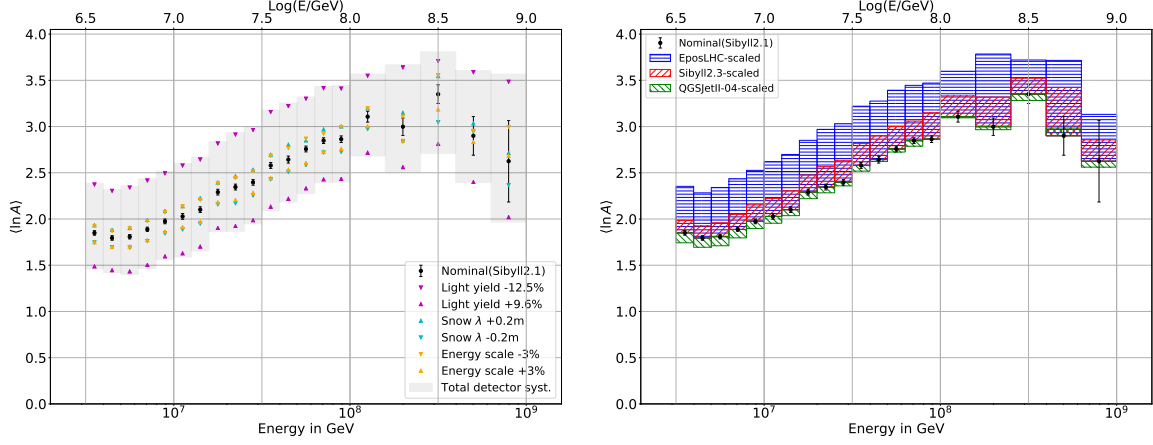 Log(E/GeV)
6.5 7.0 7.5 8.0 8.5 9.0
4.0
3.5
3.0
2.5
2.0
1.5
1.0
0.5
0.0
⟨ln A⟩
Nominal(Sibyll2.1)
Light yield -12.5%
Light yield +9.6%
Snow λ +0.2m
Snow λ -0.2m
Energy scale -3%
Energy scale +3%
Total detector syst.
10⁷ 10⁸ 10⁹
Energy in GeV
Log(E/GeV)
6.5 7.0 7.5 8.0 8.5 9.0
Nominal(Sibyll2.1)
EposLHC-scaled
Sibyll2.3-scaled
QGSJetII-04-scaled
4.0
3.5
3.0
2.5
2.0
1.5
1.0
0.5
0.0
⟨ln A⟩
10⁷ 10⁸ 10⁹
Energy in GeV